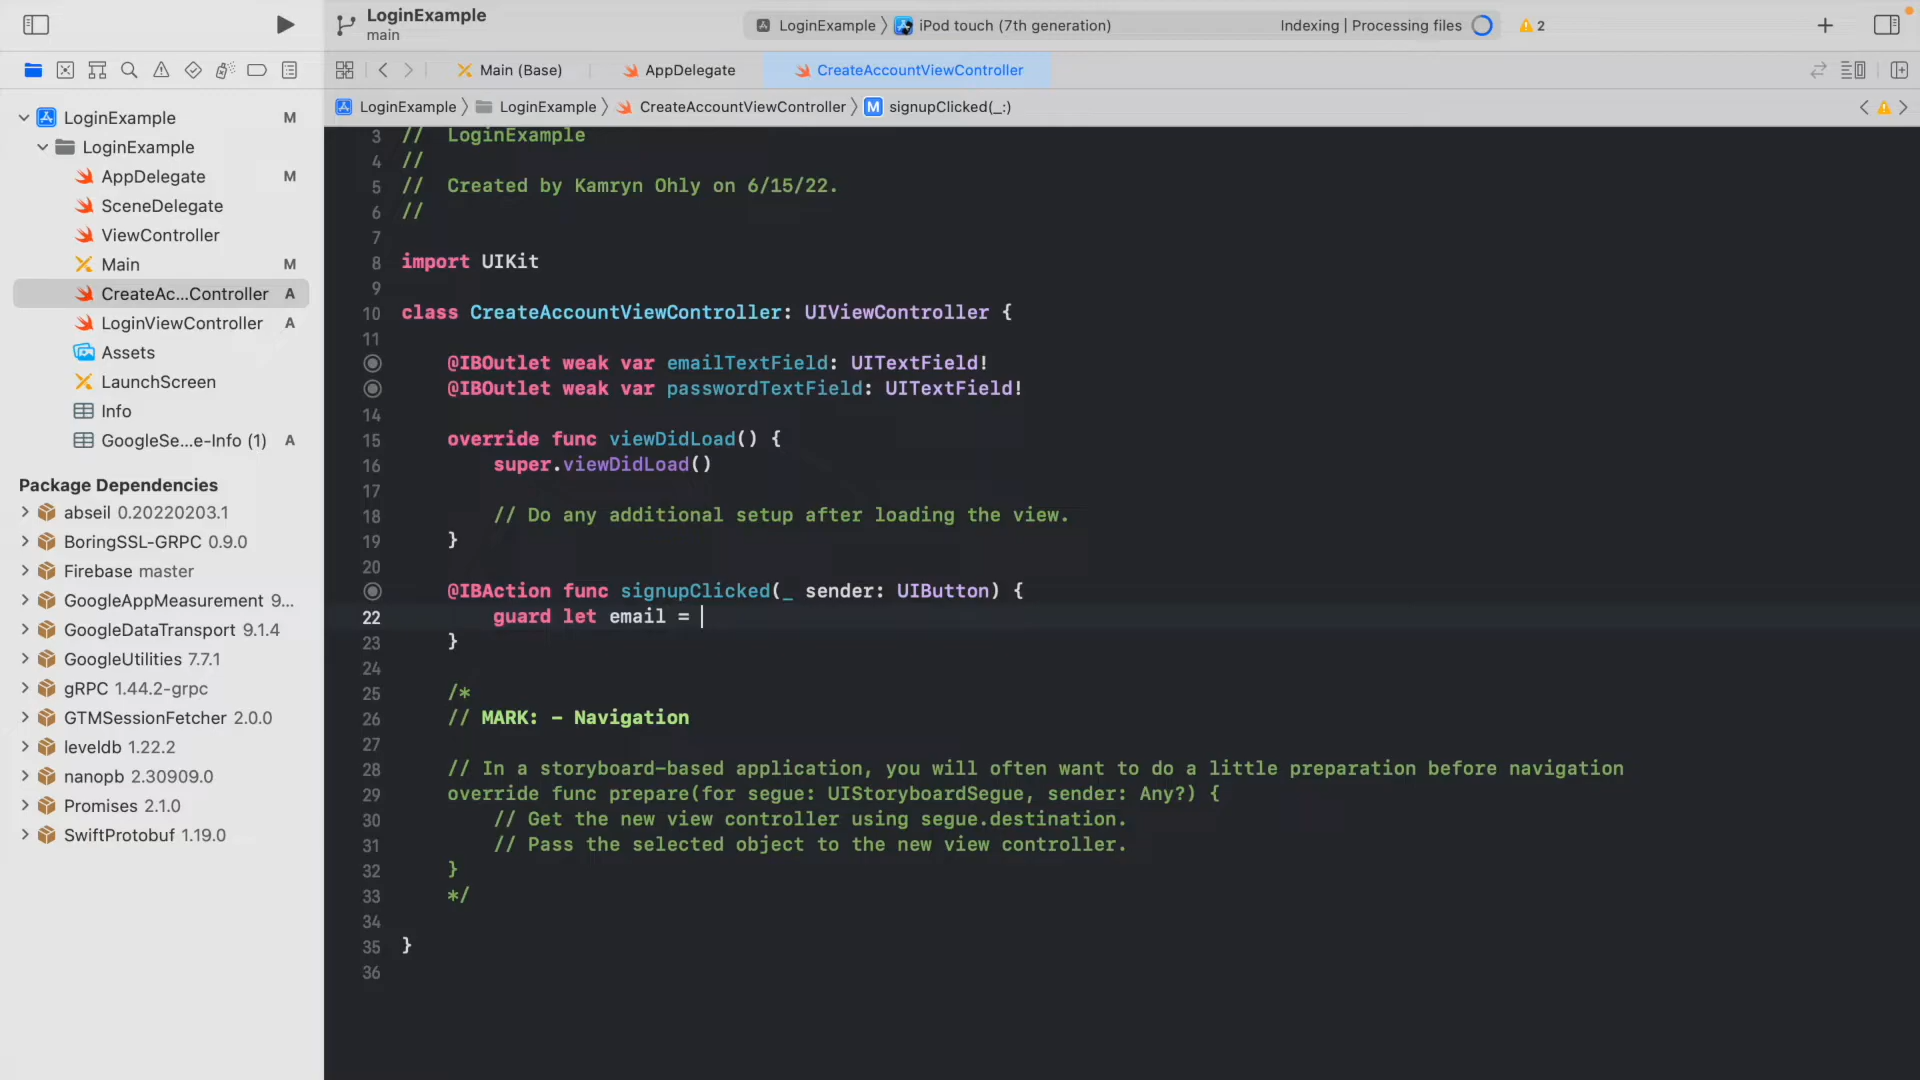 LoginExample
main
LoginExample
iPod touch (7th generation)
Indexing | Processing files
2
Main (Base)
AppDelegate
CreateAccountViewController
LoginExample
LoginExample
CreateAccountViewController
M signupClicked(_:)
LoginExample M
LoginExample
AppDelegate M
SceneDelegate
ViewController
Main M
CreateAc...Controller A
LoginViewController A
Assets
LaunchScreen
Info
GoogleSe...e-Info (1) A
Package Dependencies
abseil 0.20220203.1
BoringSSL-GRPC 0.9.0
Firebase master
GoogleAppMeasurement 9...
GoogleDataTransport 9.1.4
GoogleUtilities 7.7.1
gRPC 1.44.2-grpc
GTMSessionFetcher 2.0.0
leveldb 1.22.2
nanopb 2.30909.0
Promises 2.1.0
SwiftProtobuf 1.19.0
3 //  LoginExample
4 //
5 //  Created by Kamryn Ohly on 6/15/22.
6 //
7
8 import UIKit
9
10 class CreateAccountViewController: UIViewController {
11
@IBOutlet weak var emailTextField: UITextField!
@IBOutlet weak var passwordTextField: UITextField!
14
15 override func viewDidLoad() {
16 super.viewDidLoad()
17
18 // Do any additional setup after loading the view.
19 }
20
@IBAction func signupClicked(_ sender: UIButton) {
22 guard let email =
23 }
24
25 /*
26 // MARK: - Navigation
27
28 // In a storyboard-based application, you will often want to do a little preparation before navigation
29 override func prepare(for segue: UIStoryboardSegue, sender: Any?) {
30 // Get the new view controller using segue.destination.
31 // Pass the selected object to the new view controller.
32 }
33 */
34
35 }
36